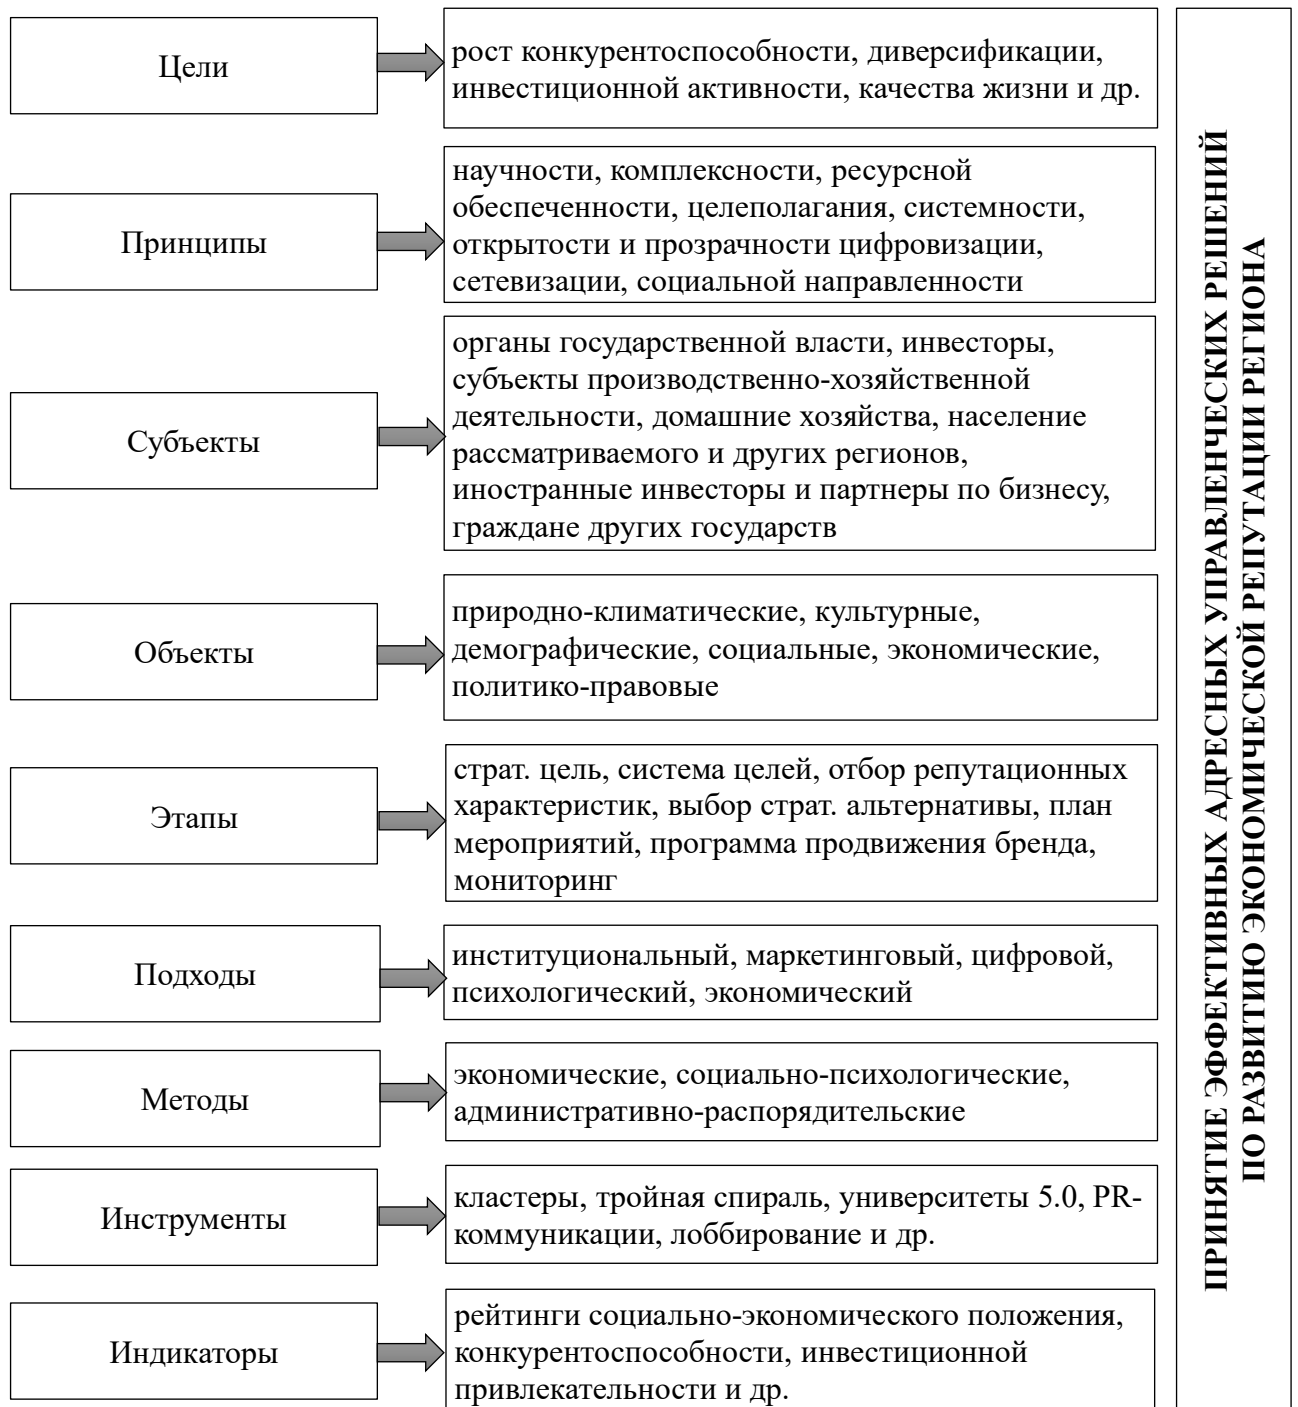 Цели
рост конкурентоспособности, диверсификации,
инвестиционной активности, качества жизни и др.
Принципы
научности, комплексности, ресурсной
обеспеченности, целеполагания, системности,
открытости и прозрачности цифровизации,
сетевизации, социальной направленности
Субъекты
органы государственной власти, инвесторы,
субъекты производственно-хозяйственной
деятельности, домашние хозяйства, население
рассматриваемого и других регионов,
иностранные инвесторы и партнеры по бизнесу,
граждане других государств
Объекты
природно-климатические, культурные,
демографические, социальные, экономические,
политико-правовые
Этапы
страт. цель, система целей, отбор репутационных
характеристик, выбор страт. альтернативы, план
мероприятий, программа продвижения бренда,
мониторинг
Подходы
институциональный, маркетинговый, цифровой,
психологический, экономический
Методы
экономические, социально-психологические,
административно-распорядительские
Инструменты
кластеры, тройная спираль, университеты 5.0, PR-
коммуникации, лоббирование и др.
Индикаторы
рейтинги социально-экономического положения,
конкурентоспособности, инвестиционной
привлекательности и др.
ПРИНЯТИЕ ЭФФЕКТИВНЫХ АДРЕСНЫХ УПРАВЛЕНЧЕСКИХ РЕШЕНИЙ
ПО РАЗВИТИЮ ЭКОНОМИЧЕСКОЙ РЕПУТАЦИИ РЕГИОНА